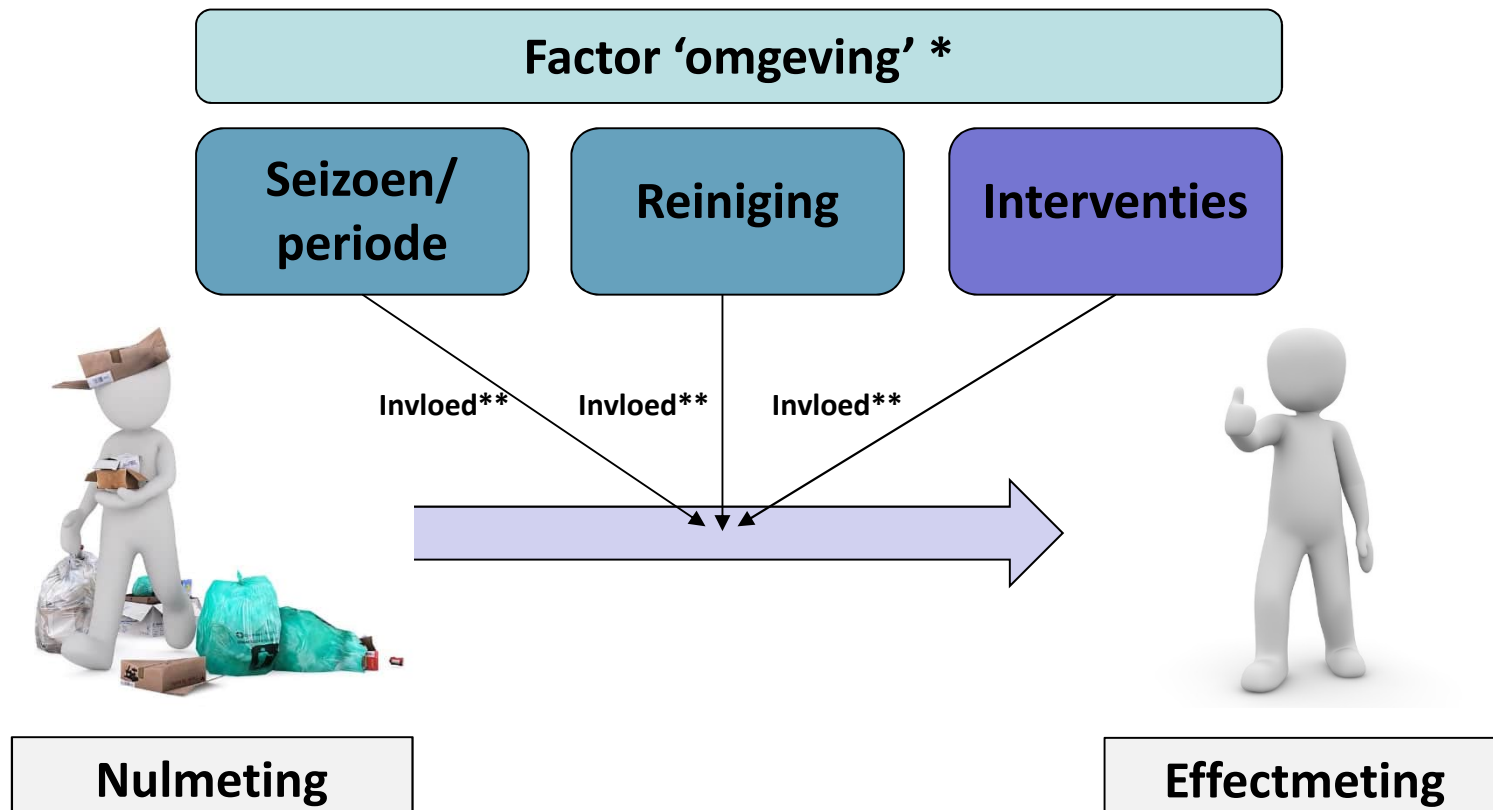 Factor ‘omgeving’ *
Seizoen/
periode
Reiniging
Interventies
Invloed**
Invloed**
Invloed**
Nulmeting
Effectmeting